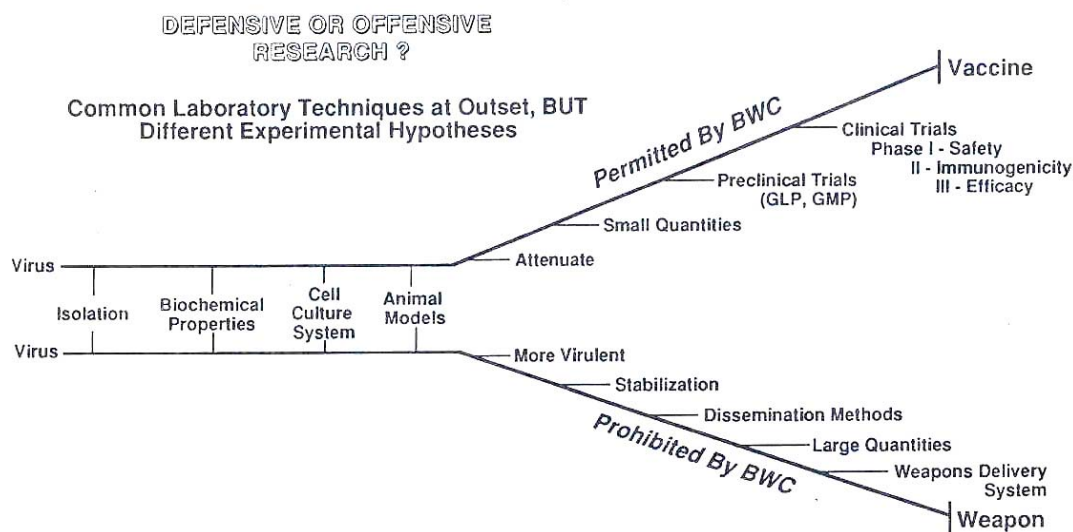 DEFENSIVE OR OFFENSIVE
RESEARCH ?
Common Laboratory Techniques at Outset, BUT
Different Experimental Hypotheses
Vaccine
Permitted By BWC
Clinical Trials
Phase I - Safety
II - Immunogenicity
III - Efficacy
Preclinical Trials
(GLP, GMP)
Small Quantities
Attenuate
Virus
Isolation
Biochemical
Properties
Cell
Culture
System
Animal
Models
Virus
More Virulent
Stabilization
Dissemination Methods
Large Quantities
Weapons Delivery
System
Prohibited By BWC
Weapon